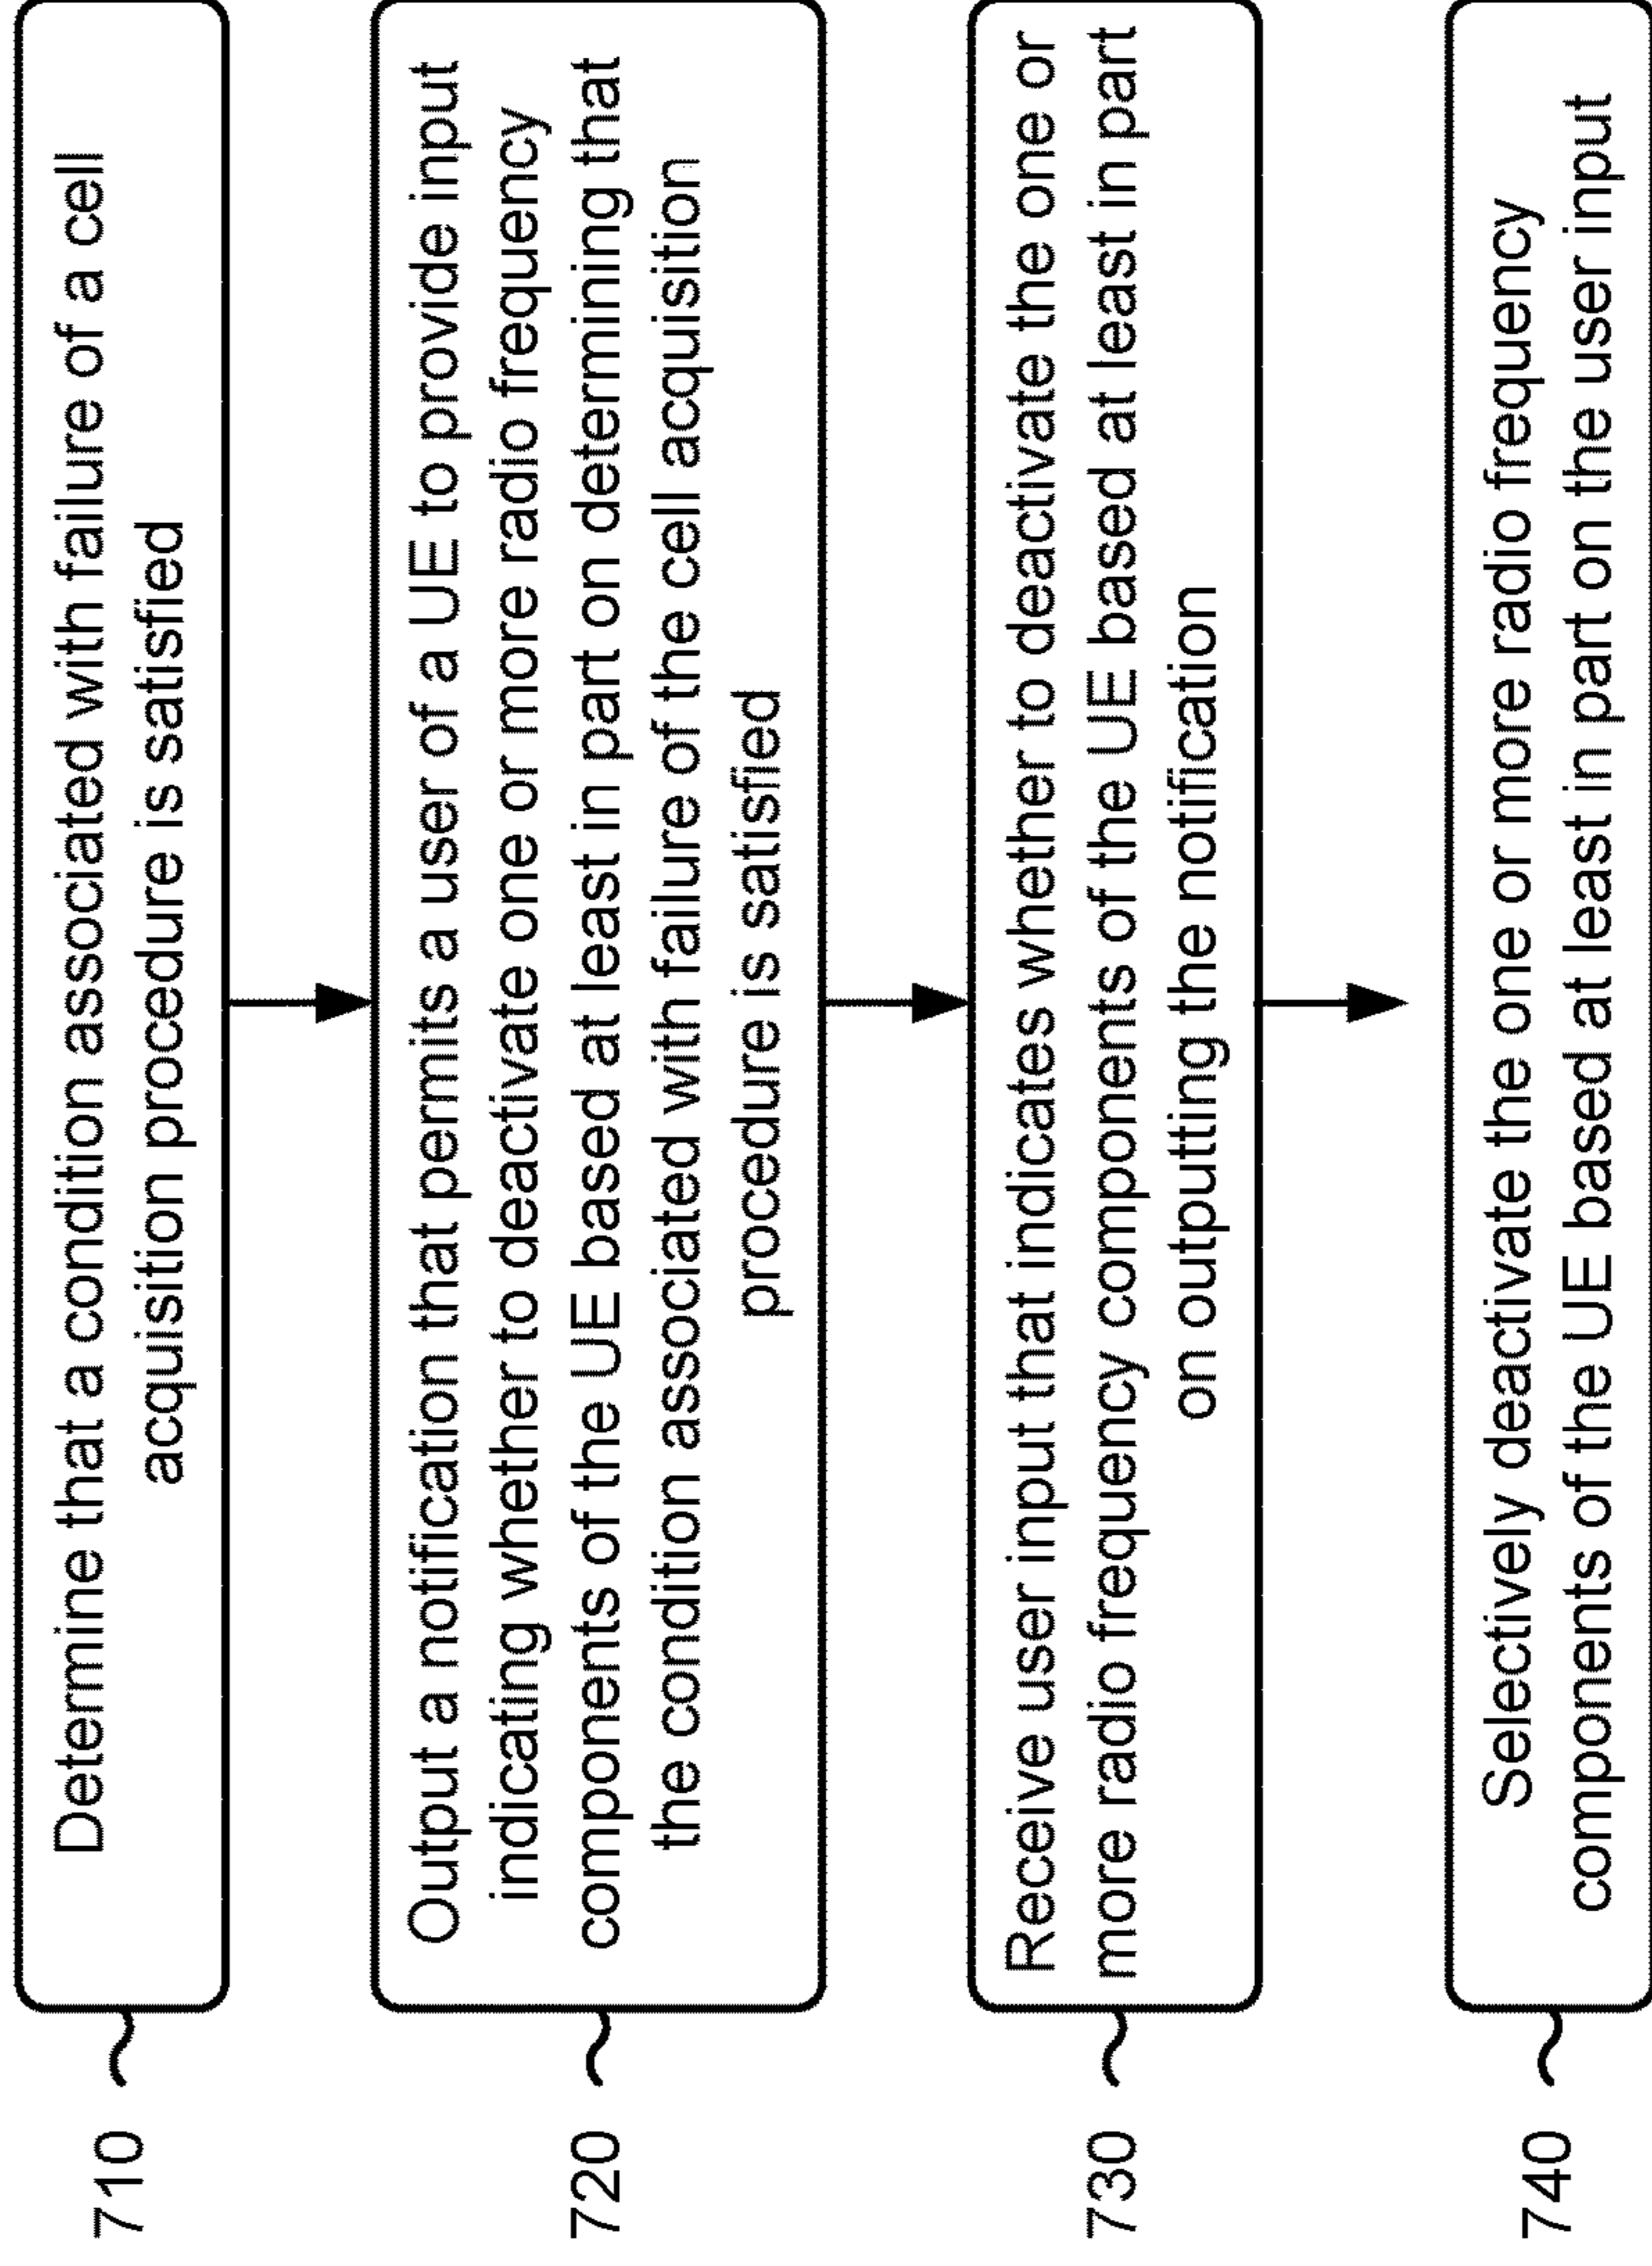 710
Determine that a condition associated with failure of a cell
acquisition procedure is satisfied
720
Output a notification that permits a user of a UE to provide input
indicating whether to deactivate one or more radio frequency
components of the UE based at least in part on determining that
the condition associated with failure of the cell acquisition
procedure is satisfied
730
Receive user input that indicates whether to deactivate the one or
more radio frequency components of the UE based at least in part
on outputting the notification
740
Selectively deactivate the one or more radio frequency
components of the UE based at least in part on the user input